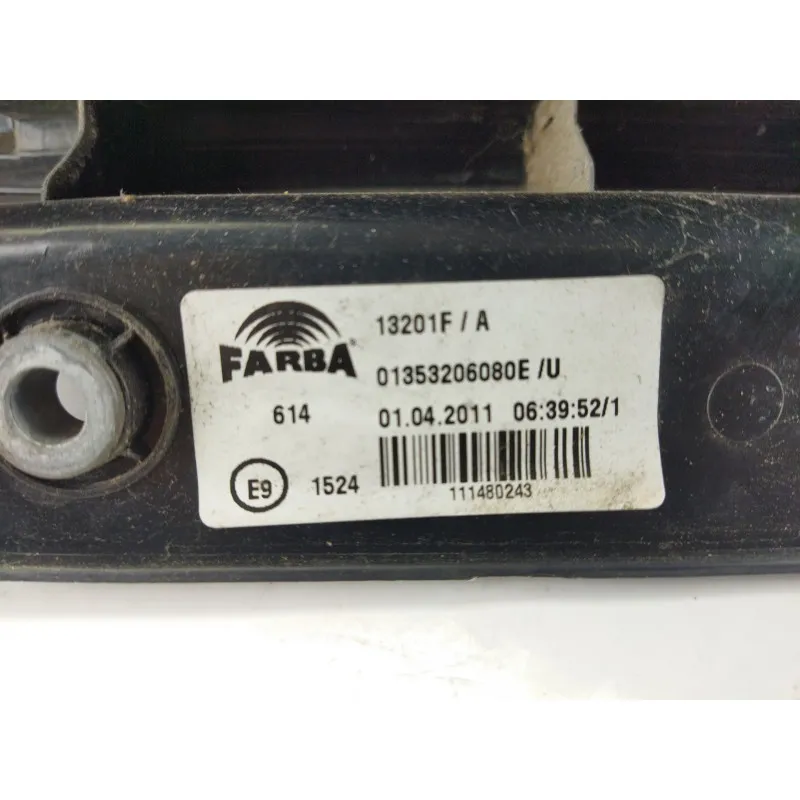 FARBA® 13201F / A
01353206080E /U
614 01.04.2011 06:39:52/1
E9 1524
111480243